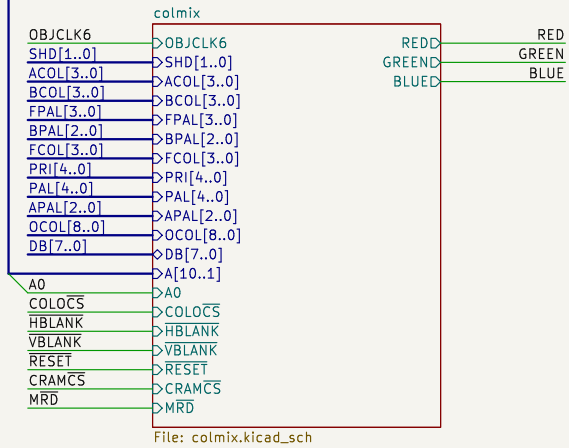 colmix
OBJCLK6 OBJCLK6 RED RED
SHD[1..0] SHD[1..0] GREEN GREEN
ACOL[3..0] ACOL[3..0] BLUE BLUE
BCOL[3..0] BCOL[3..0]
FPAL[3..0] FPAL[3..0]
BPAL[2..0] BPAL[2..0]
FCOL[3..0] FCOL[3..0]
PRI[4..0] PRI[4..0]
PAL[4..0] PAL[4..0]
APAL[2..0] APAL[2..0]
OCOL[8..0] OCOL[8..0]
DB[7..0] DB[7..0]
A[10..1]
A0 A0
COLOCS COLOCS
HBLANK HBLANK
VBLANK VBLANK
RESET RESET
CRAMCS CRAMCS
MRD MRD
File: colmix.kicad_sch